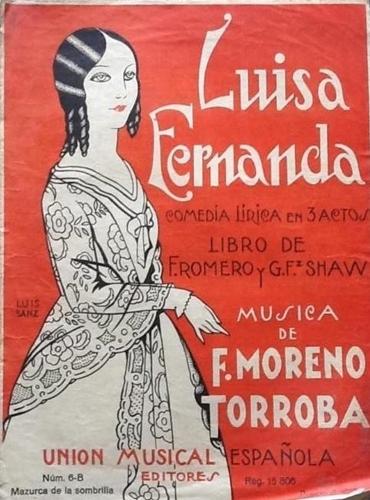 Luisa
Fernanda
COMEDIA LÍRICA EN 3 ACTOS
LIBRO DE
F. ROMERO y G. Fz SHAW
LUIS
SANZ
MUSICA
DE
F. MORENO
TORROBA
UNION MUSICAL ESPAÑOLA
EDITORES
Núm. 6-B
Mazurca de la sombrilla
Reg. 15 806